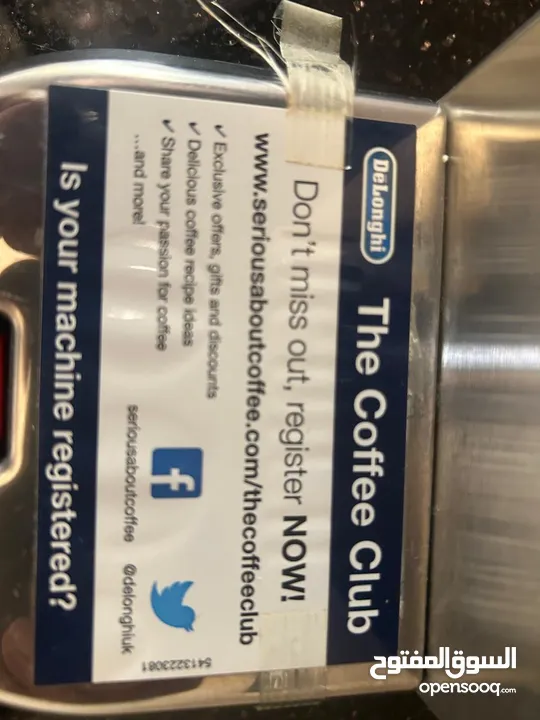 DeLonghi
The Coffee Club
Don't miss out, register NOW!
www.seriousaboutcoffee.com/thecoffeeclub
✓ Exclusive offers, gifts and discounts
✓ Delicious coffee recipe ideas
✓ Share your passion for coffee
...and more!
f
seriousaboutcoffee
@delonghiuk
5413223081
Is your machine registered?
السوق المفتوح
opensooq.com